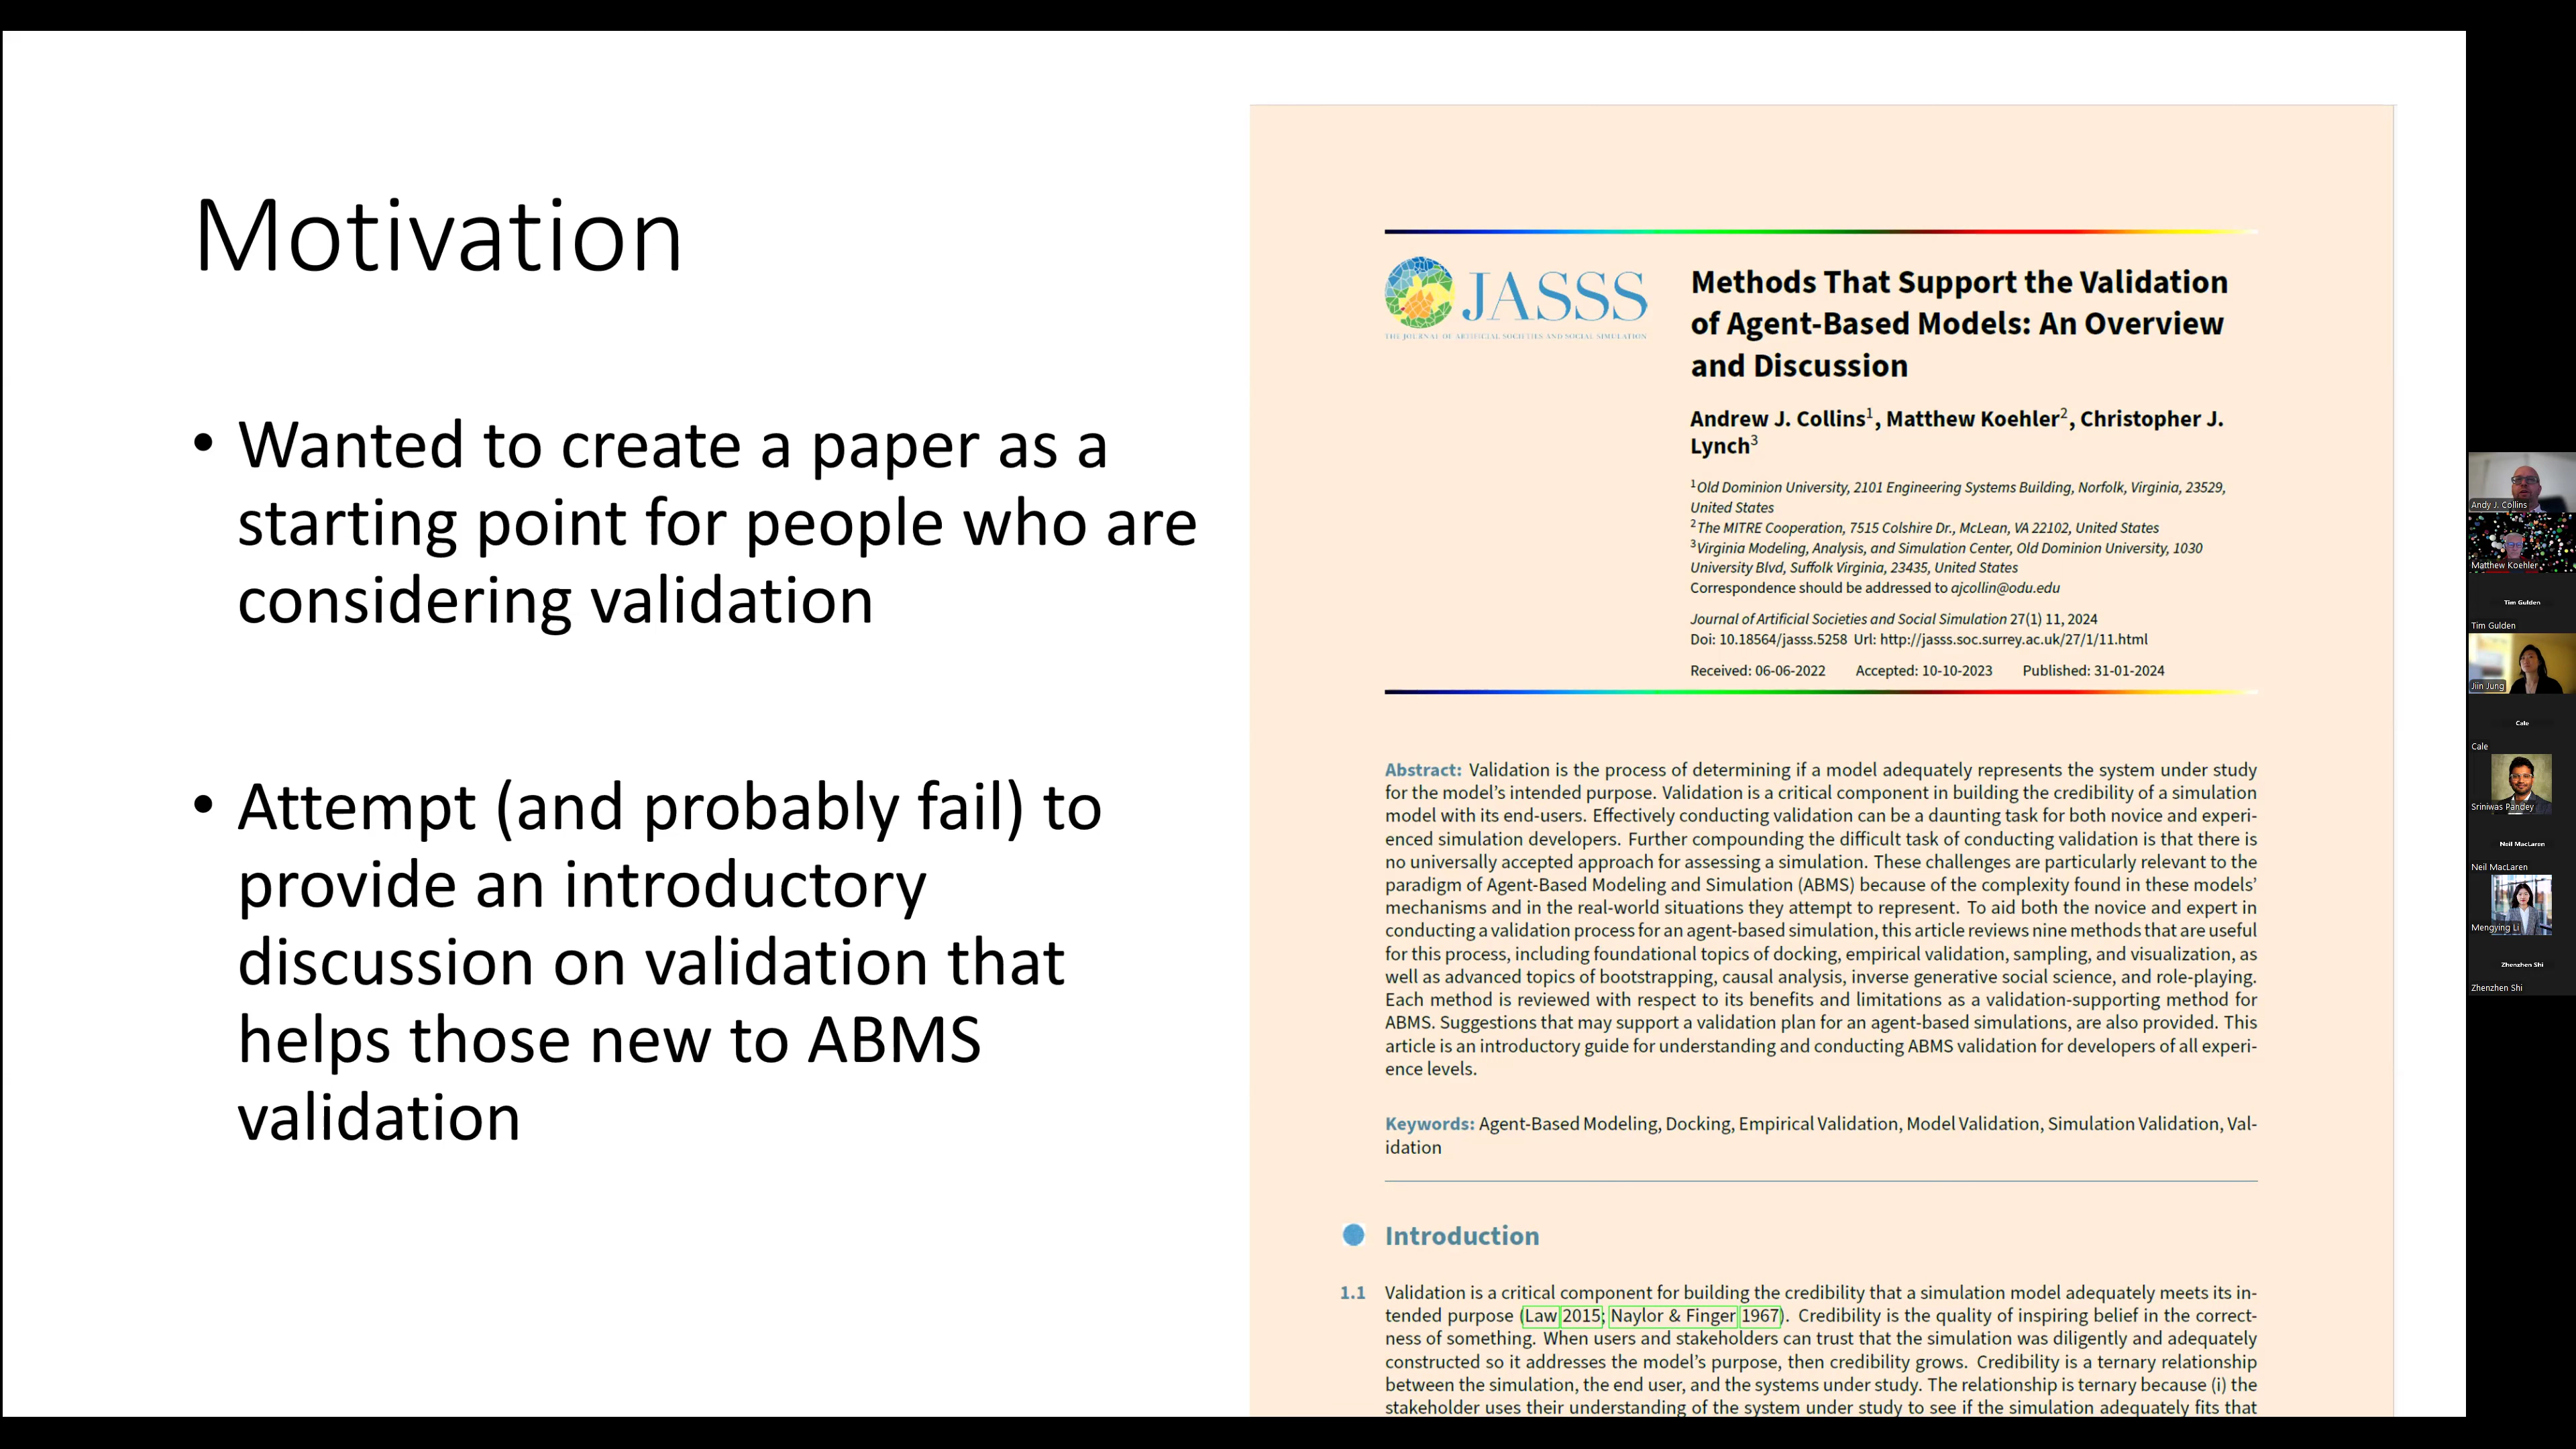 Motivation
• Wanted to create a paper as a
starting point for people who are
considering validation
• Attempt (and probably fail) to
provide an introductory
discussion on validation that
helps those new to ABMS
validation
JASSS
THE JOURNAL OF ARTIFICIAL SOCIETIES AND SOCIAL SIMULATION
Methods That Support the Validation
of Agent-Based Models: An Overview
and Discussion
Andrew J. Collins1, Matthew Koehler2, Christopher J.
Lynch3
1Old Dominion University, 2101 Engineering Systems Building, Norfolk, Virginia, 23529,
United States
2The MITRE Cooperation, 7515 Colshire Dr., McLean, VA 22102, United States
3Virginia Modeling, Analysis, and Simulation Center, Old Dominion University, 1030
University Blvd, Suffolk Virginia, 23435, United States
Correspondence should be addressed to ajcollin@odu.edu
Journal of Artificial Societies and Social Simulation 27(1) 11, 2024
Doi: 10.18564/jasss.5258 Url: http://jasss.soc.surrey.ac.uk/27/1/11.html
Received: 06-06-2022 Accepted: 10-10-2023 Published: 31-01-2024
Abstract: Validation is the process of determining if a model adequately represents the system under study
for the model's intended purpose. Validation is a critical component in building the credibility of a simulation
model with its end-users. Effectively conducting validation can be a daunting task for both novice and experi-
enced simulation developers. Further compounding the difficult task of conducting validation is that there is
no universally accepted approach for assessing a simulation. These challenges are particularly relevant to the
paradigm of Agent-Based Modeling and Simulation (ABMS) because of the complexity found in these models'
mechanisms and in the real-world situations they attempt to represent. To aid both the novice and expert in
conducting a validation process for an agent-based simulation, this article reviews nine methods that are useful
for this process, including foundational topics of docking, empirical validation, sampling, and visualization, as
well as advanced topics of bootstrapping, causal analysis, inverse generative social science, and role-playing.
Each method is reviewed with respect to its benefits and limitations as a validation-supporting method for
ABMS. Suggestions that may support a validation plan for an agent-based simulations, are also provided. This
article is an introductory guide for understanding and conducting ABMS validation for developers of all experi-
ence levels.
Keywords: Agent-Based Modeling, Docking, Empirical Validation, Model Validation, Simulation Validation, Val-
idation
Introduction
1.1 Validation is a critical component for building the credibility that a simulation model adequately meets its in-
tended purpose (Law 2015; Naylor & Finger 1967). Credibility is the quality of inspiring belief in the correct-
ness of something. When users and stakeholders can trust that the simulation was diligently and adequately
constructed so it addresses the model's purpose, then credibility grows. Credibility is a ternary relationship
between the simulation, the end user, and the systems under study. The relationship is ternary because (i) the
stakeholder uses their understanding of the system under study to see if the simulation adequately fits that
Andy J. Collins
Matthew Koehler
Tim Gulden
Tim Gulden
Jiin Jung
Cale
Cale
Sriniwas Pandey
Neil MacLaren
Neil MacLaren
Mengying Li
Zhenzhen Shi
Zhenzhen Shi